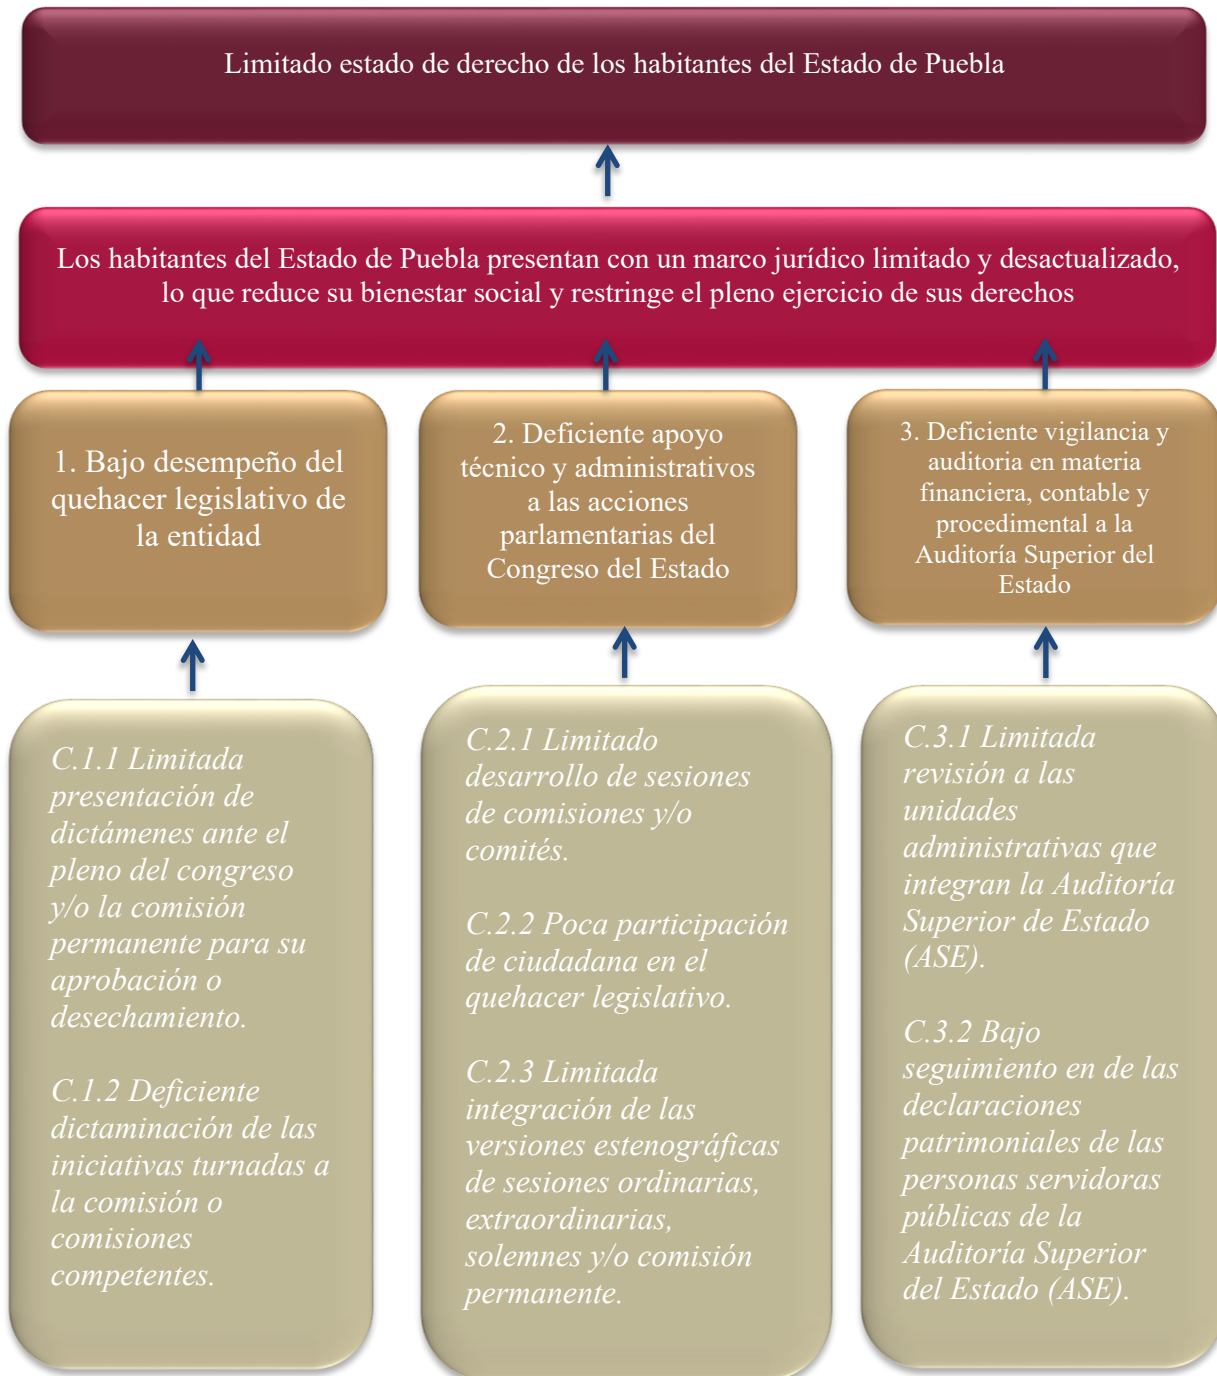 Limitado estado de derecho de los habitantes del Estado de Puebla
Los habitantes del Estado de Puebla presentan con un marco jurídico limitado y desactualizado,
lo que reduce su bienestar social y restringe el pleno ejercicio de sus derechos
1. Bajo desempeño del
quehacer legislativo de
la entidad
2. Deficiente apoyo
técnico y administrativos
a las acciones
parlamentarias del
Congreso del Estado
3. Deficiente vigilancia y
auditoria en materia
financiera, contable y
procedimental a la
Auditoría Superior del
Estado
C.1.1 Limitada
presentación de
dictámenes ante el
pleno del congreso
y/o la comisión
permanente para su
aprobación o
desechamiento.
C.1.2 Deficiente
dictaminación de las
iniciativas turnadas a
la comisión o
comisiones
competentes.
C.2.1 Limitado
desarrollo de sesiones
de comisiones y/o
comités.
C.2.2 Poca participación
de ciudadana en el
quehacer legislativo.
C.2.3 Limitada
integración de las
versiones estenográficas
de sesiones ordinarias,
extraordinarias,
solemnes y/o comisión
permanente.
C.3.1 Limitada
revisión a las
unidades
administrativas que
integran la Auditoría
Superior de Estado
(ASE).
C.3.2 Bajo
seguimiento en de las
declaraciones
patrimoniales de las
personas servidoras
públicas de la
Auditoría Superior
del Estado (ASE).